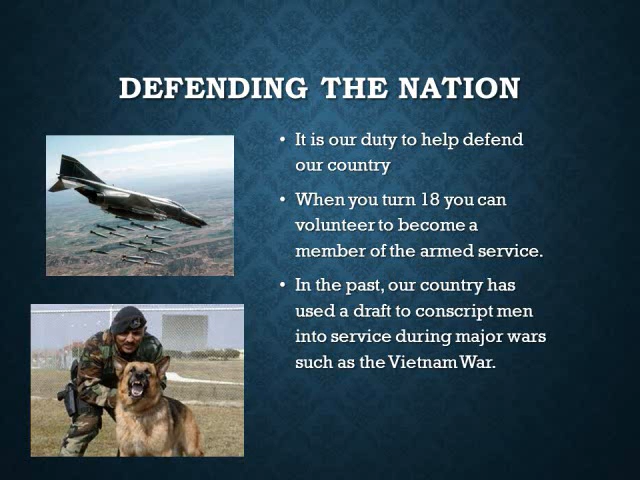 DEFENDING THE NATION
• It is our duty to help defend
our country
• When you turn 18 you can
volunteer to become a
member of the armed service.
• In the past, our country has
used a draft to conscript men
into service during major wars
such as the Vietnam War.